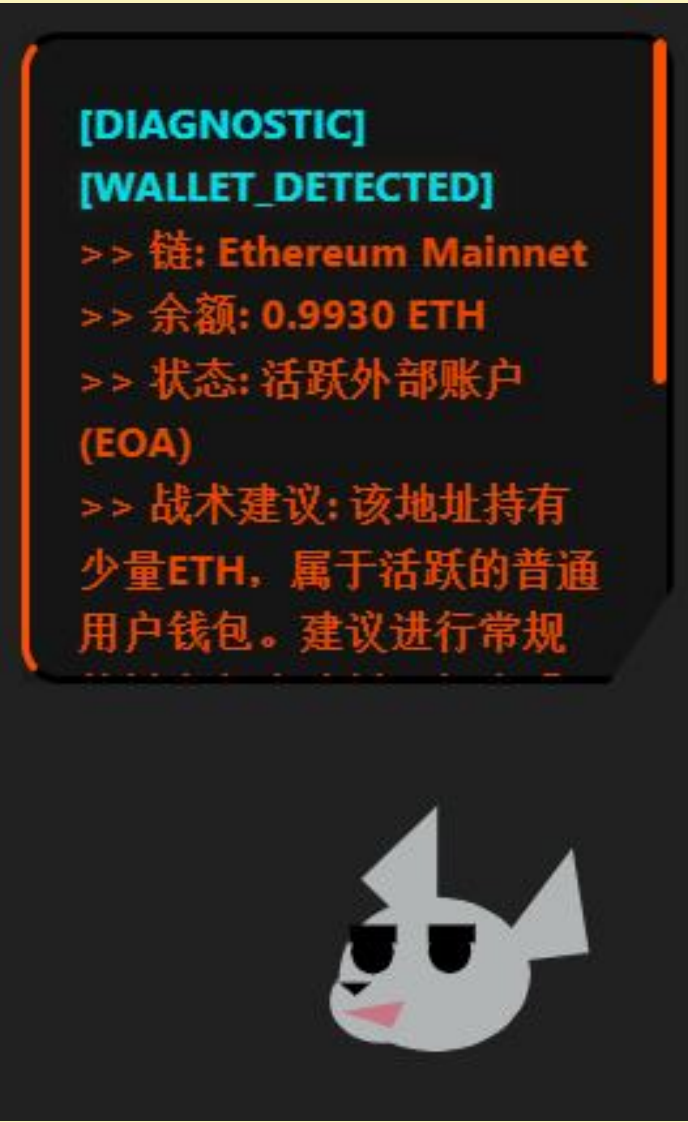 [DIAGNOSTIC]
[WALLET_DETECTED]
>> 链: Ethereum Mainnet
>> 余额: 0.9930 ETH
>> 状态: 活跃外部账户
(EOA)
>> 战术建议: 该地址持有
少量ETH，属于活跃的普通
用户钱包。建议进行常规